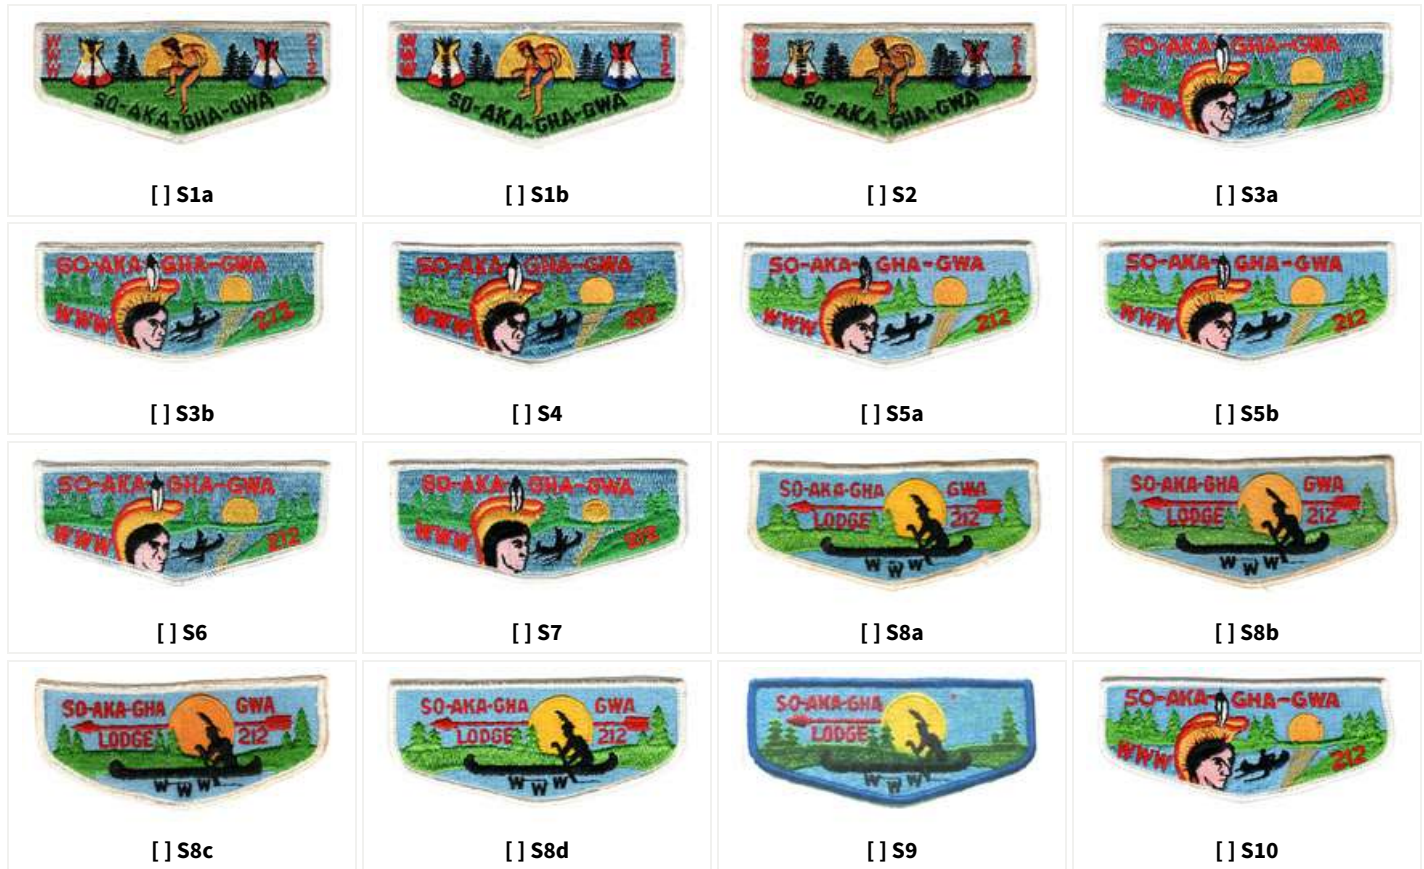 WWW
SO-AKA-GHA-GWA
212
WWW
SO-AKA-GHA-GWA
212
WWW
SO-AKA-GHA-GWA
212
SO-AKA GHA-GWA
WWW 212
[ ] S1a
[ ] S1b
[ ] S2
[ ] S3a
SO-AKA GHA-GWA
WWW 212
SO-AKA GHA-GWA
WWW 212
SO-AKA- GHA-GWA
WWW 212
SO-AKA- GHA-GWA
WWW 212
[ ] S3b
[ ] S4
[ ] S5a
[ ] S5b
SO-AKA GHA-GWA
WWW 212
SO-AKA GHA-GWA
WWW 212
SO-AKA-GHA GWA
LODGE 212
WWW
SO-AKA-GHA GWA
LODGE 212
WWW
[ ] S6
[ ] S7
[ ] S8a
[ ] S8b
SO-AKA-GHA GWA
LODGE 212
WWW
SO-AKA-GHA GWA
LODGE 212
WWW
SO-AKA-GHA
LODGE
WWW
SO-AKA GHA-GWA
WWW 212
[ ] S8c
[ ] S8d
[ ] S9
[ ] S10